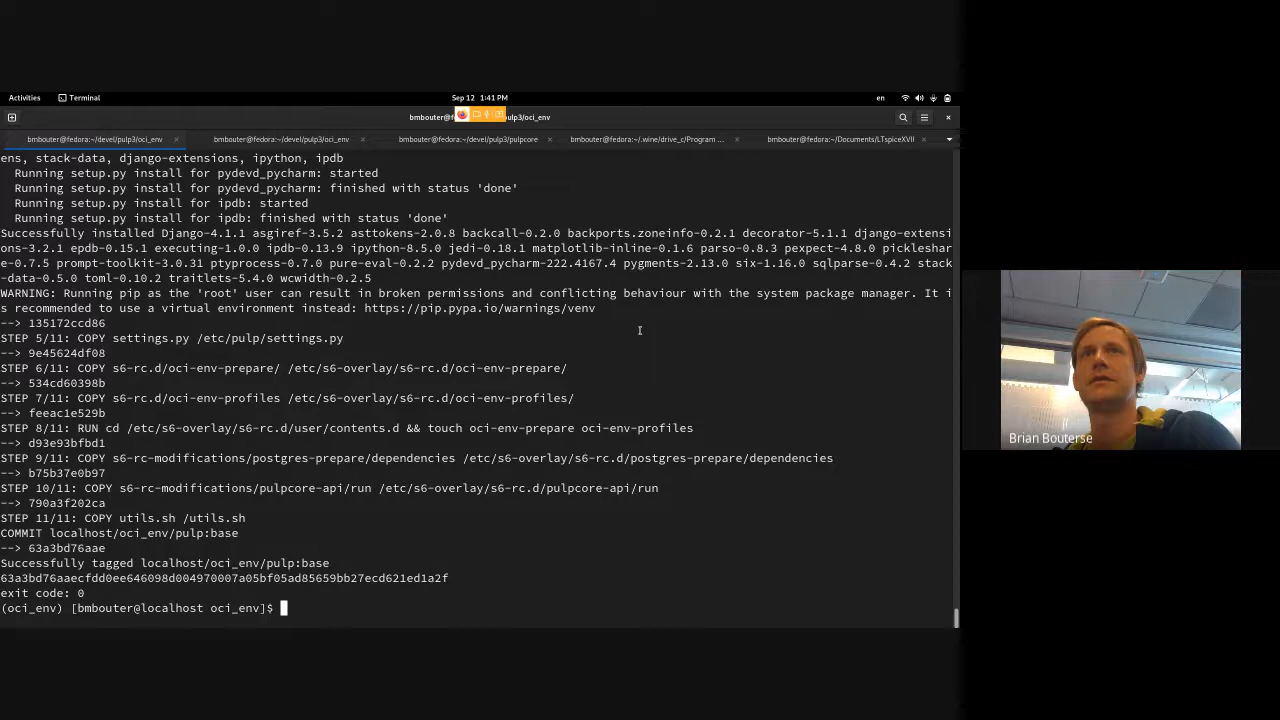 Activities
Terminal
Sep 12 1:41 PM
en
bmbouter@f
ulp3/oci_env
bmbouter@fedora:~/devel/pulp3/oci_env
bmbouter@fedora:~/devel/pulp3/oci_env
bmbouter@fedora:~/devel/pulp3/pulpcore
bmbouter@fedora:~/.wine/drive_c/Program ...
bmbouter@fedora:~/Documents/LTspiceXVII
ens, stack-data, django-extensions, ipython, ipdb
  Running setup.py install for pydevd_pycharm: started
  Running setup.py install for pydevd_pycharm: finished with status 'done'
  Running setup.py install for ipdb: started
  Running setup.py install for ipdb: finished with status 'done'
Successfully installed Django-4.1.1 asgiref-3.5.2 asttokens-2.0.8 backcall-0.2.0 backports.zoneinfo-0.2.1 decorator-5.1.1 django-extensi
ons-3.2.1 epdb-0.15.1 executing-1.0.0 ipdb-0.13.9 ipython-8.5.0 jedi-0.18.1 matplotlib-inline-0.1.6 parso-0.8.3 pexpect-4.8.0 pickleshar
e-0.7.5 prompt-toolkit-3.0.31 ptyprocess-0.7.0 pure-eval-0.2.2 pydevd_pycharm-222.4167.4 pygments-2.13.0 six-1.16.0 sqlparse-0.4.2 stack
-data-0.5.0 toml-0.10.2 traitlets-5.4.0 wcwidth-0.2.5
WARNING: Running pip as the 'root' user can result in broken permissions and conflicting behaviour with the system package manager. It i
s recommended to use a virtual environment instead: https://pip.pypa.io/warnings/venv
--> 135172ccd86
STEP 5/11: COPY settings.py /etc/pulp/settings.py
--> 9e45624df08
STEP 6/11: COPY s6-rc.d/oci-env-prepare/ /etc/s6-overlay/s6-rc.d/oci-env-prepare/
--> 534cd60398b
STEP 7/11: COPY s6-rc.d/oci-env-profiles /etc/s6-overlay/s6-rc.d/oci-env-profiles/
--> feeac1e529b
STEP 8/11: RUN cd /etc/s6-overlay/s6-rc.d/user/contents.d && touch oci-env-prepare oci-env-profiles
--> d93e93bfbd1
STEP 9/11: COPY s6-rc-modifications/postgres-prepare/dependencies /etc/s6-overlay/s6-rc.d/postgres-prepare/dependencies
--> b75b37e0b97
STEP 10/11: COPY s6-rc-modifications/pulpcore-api/run /etc/s6-overlay/s6-rc.d/pulpcore-api/run
--> 790a3f202ca
STEP 11/11: COPY utils.sh /utils.sh
COMMIT localhost/oci_env/pulp:base
--> 63a3bd76aae
Successfully tagged localhost/oci_env/pulp:base
63a3bd76aaecfdd0ee646098d004970007a05bf05ad85659bb27ecd621ed1a2f
exit code: 0
(oci_env) [bmbouter@localhost oci_env]$
Brian Bouterse